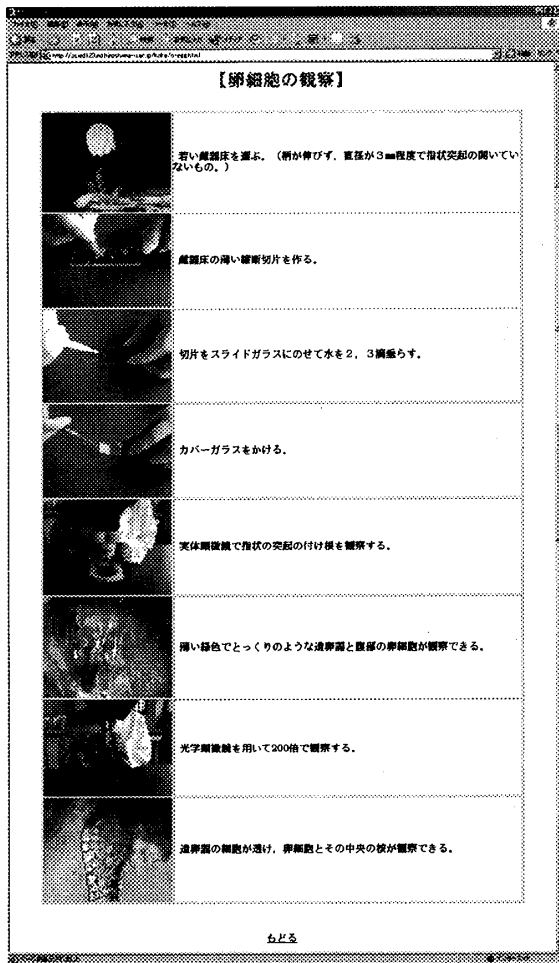 【卵細胞の観察】
若い雌器床を選ぶ。（柄が伸びず，直径が3㎜程度で指状突起の開いてい
ないもの。）
雌器床の薄い縦断切片を作る。
切片をスライドガラスにのせて水を2，3滴垂らす。
カバーガラスをかける。
実体顕微鏡で指状の突起の付け根を観察する。
薄い緑色でとっくりのような造卵器と腹部の卵細胞が観察できる。
光学顕微鏡を用いて200倍で観察する。
造卵器の細胞が透け，卵細胞とその中央の核が観察できる。
もどる